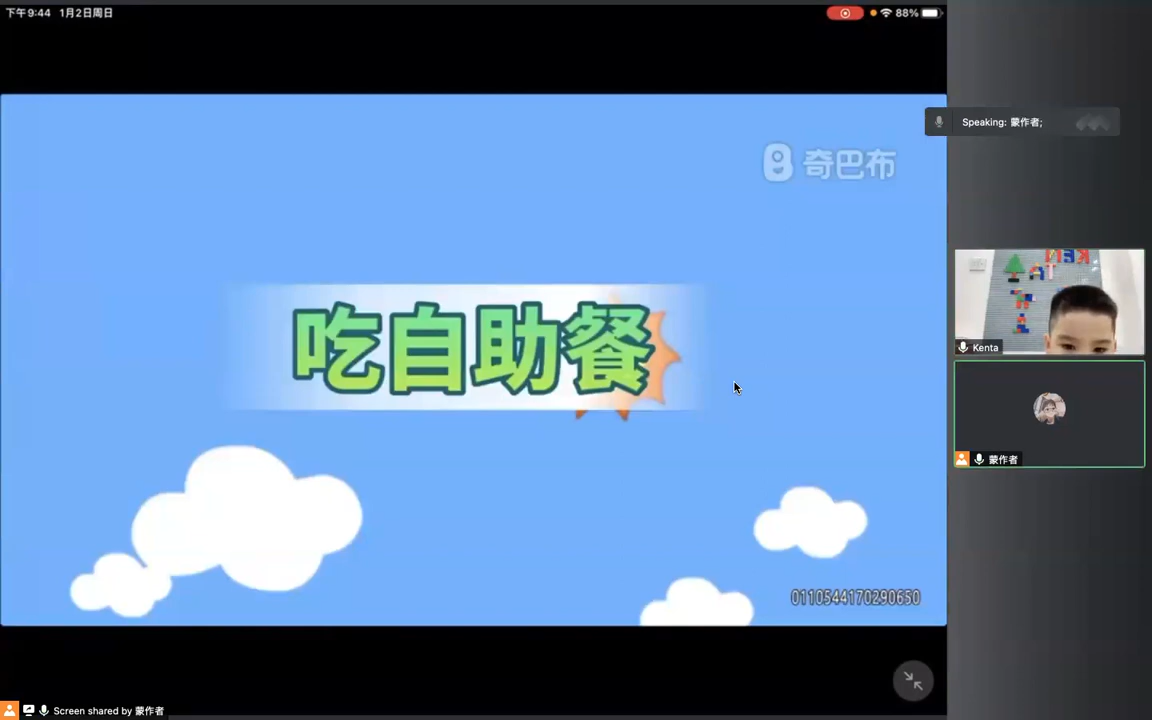 下午9:44 1月2日周日
88%
奇巴布
Speaking: 蒙作者;
吃自助餐
Kenta
蒙作者
0110544170290650
Screen shared by 蒙作者